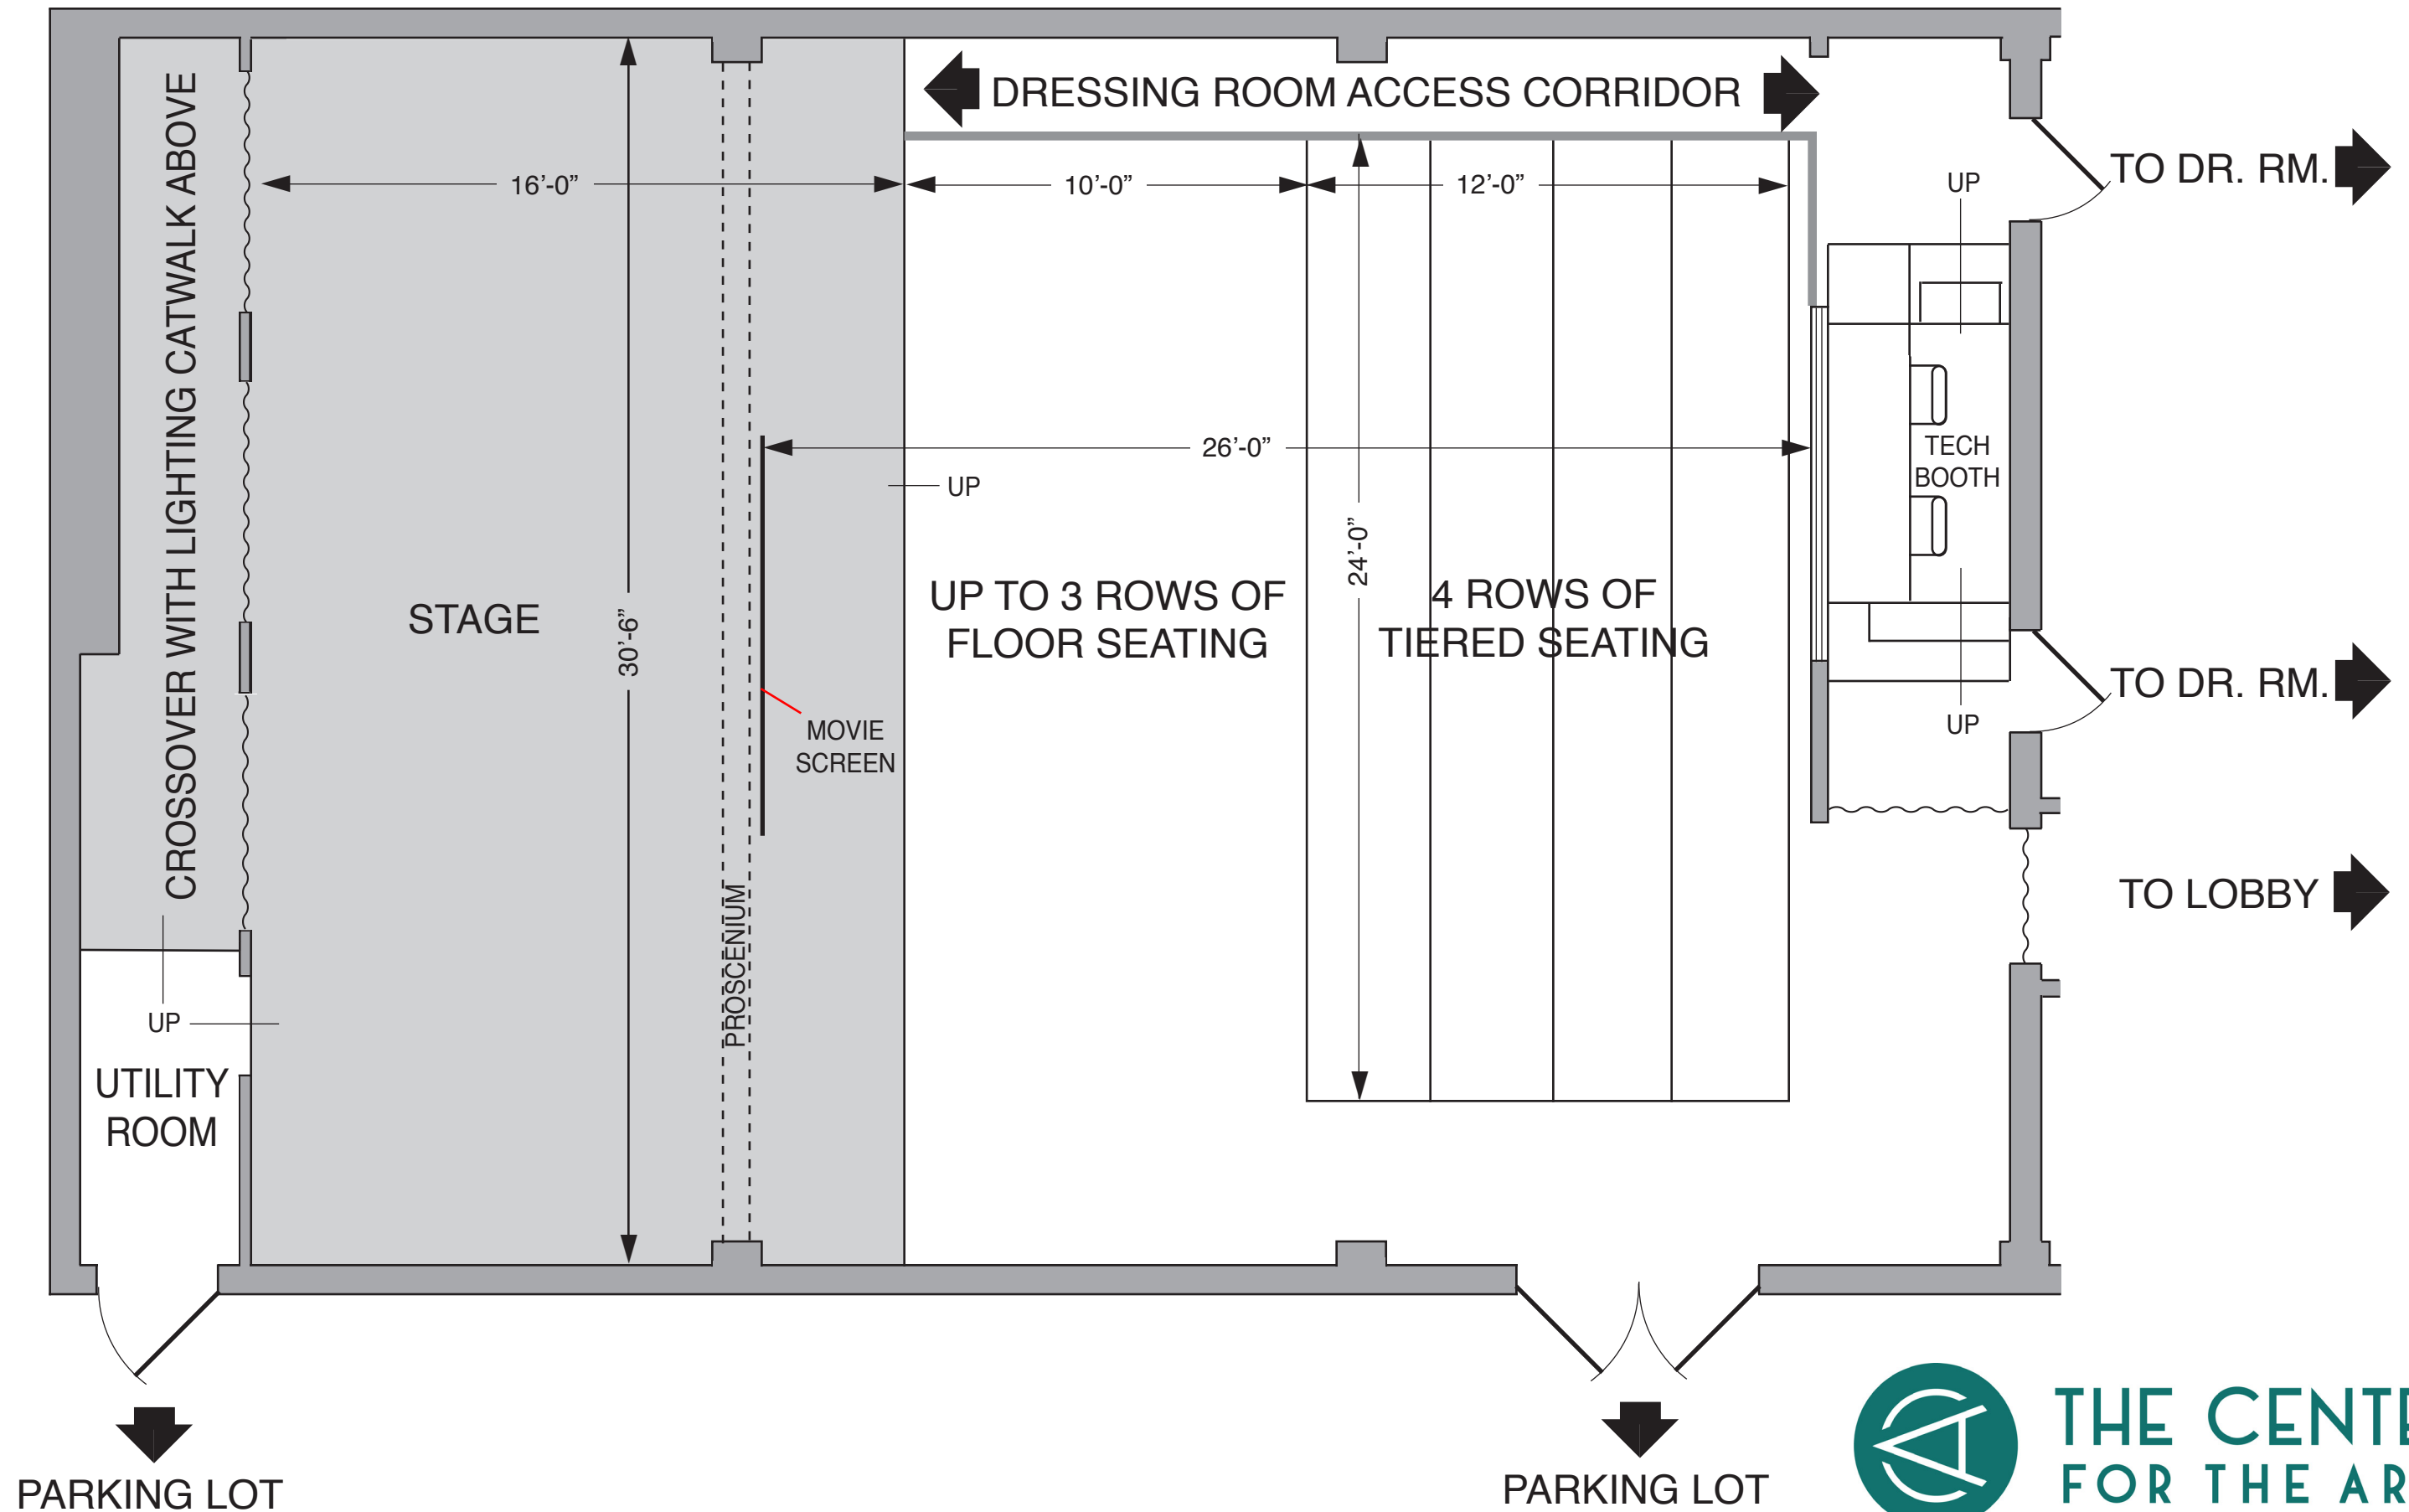 DRESSING ROOM ACCESS CORRIDOR
TO DR. RM.
CROSSOVER WITH LIGHTING CATWALK ABOVE
16’-0”
10’-0”
12’-0”
UP
26’-0”
TECH
BOOTH
UP
24’-0”
STAGE
30’-6”
UP TO 3 ROWS OF
FLOOR SEATING
4 ROWS OF
TIERED SEATING
TO DR. RM.
MOVIE
SCREEN
UP
PROSCENIUM
TO LOBBY
UP
UTILITY
ROOM
PARKING LOT
PARKING LOT
THE CENTE
FOR THE AR